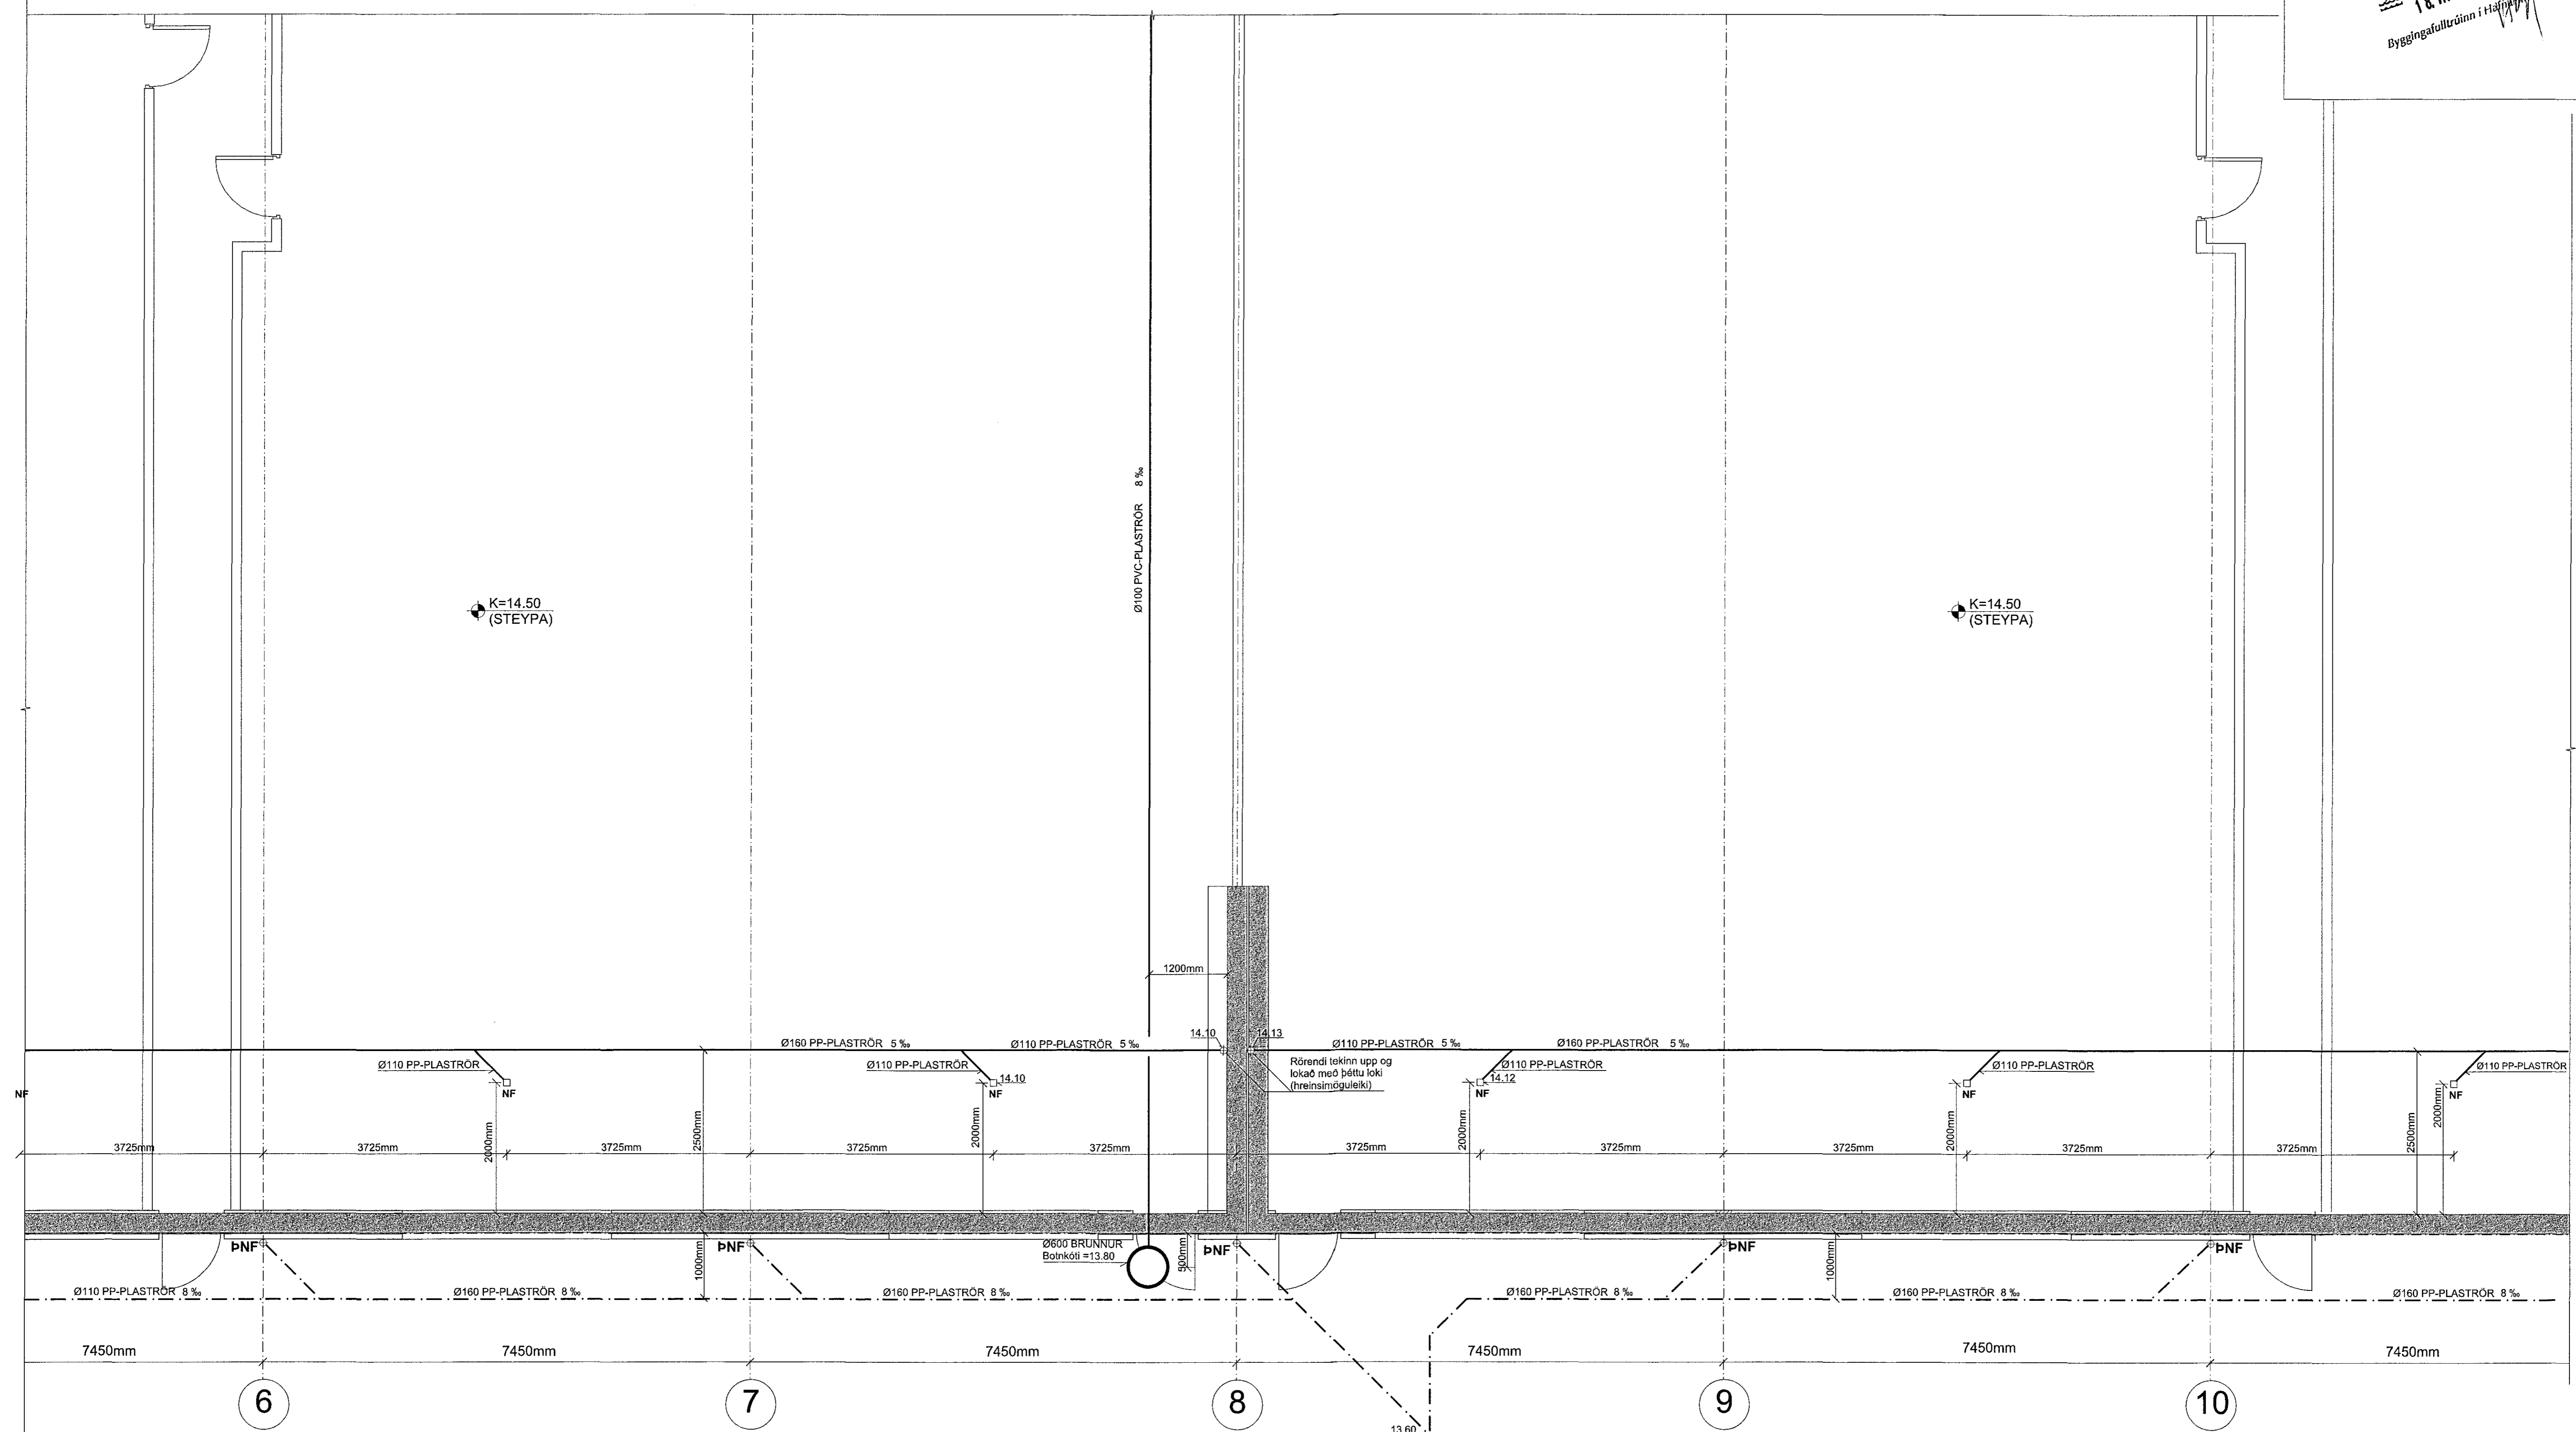 Byggingafulltrúinn í
Ø100 PVC-PLASTRÖR 8 ‰
K=14.50
(STEYPA)
K=14.50
(STEYPA)
1200mm
Ø160 PP-PLASTRÖR 5 ‰
Ø110 PP-PLASTRÖR 5 ‰
14.10
14.13
Ø110 PP-PLASTRÖR 5 ‰
Ø160 PP-PLASTRÖR 5 ‰
Rörendi tekinn upp og
lokað með þéttu loki
(hreinsimöguleiki)
Ø110 PP-PLASTRÖR
Ø110 PP-PLASTRÖR
Ø110 PP-PLASTRÖR
Ø110 PP-PLASTRÖR
Ø110 PP-PLASTRÖR
14.10
14.12
NF
NF
NF
NF
NF
NF
2000mm
2500mm
2000mm
2000mm
2000mm
2500mm
2000mm
3725mm
3725mm
3725mm
3725mm
3725mm
3725mm
3725mm
3725mm
3725mm
3725mm
ÞNF
ÞNF
Ø600 BRUNNUR
Botnkóti =13.80
500mm
ÞNF
ÞNF
ÞNF
1000mm
1000mm
Ø110 PP-PLASTRÖR 8 ‰
Ø160 PP-PLASTRÖR 8 ‰
Ø160 PP-PLASTRÖR 8 ‰
Ø160 PP-PLASTRÖR 8 ‰
Ø160 PP-PLASTRÖR 8 ‰
Ø160 PP-PLASTRÖR 8 ‰
7450mm
7450mm
7450mm
7450mm
7450mm
7450mm
6
7
8
9
10
13.60